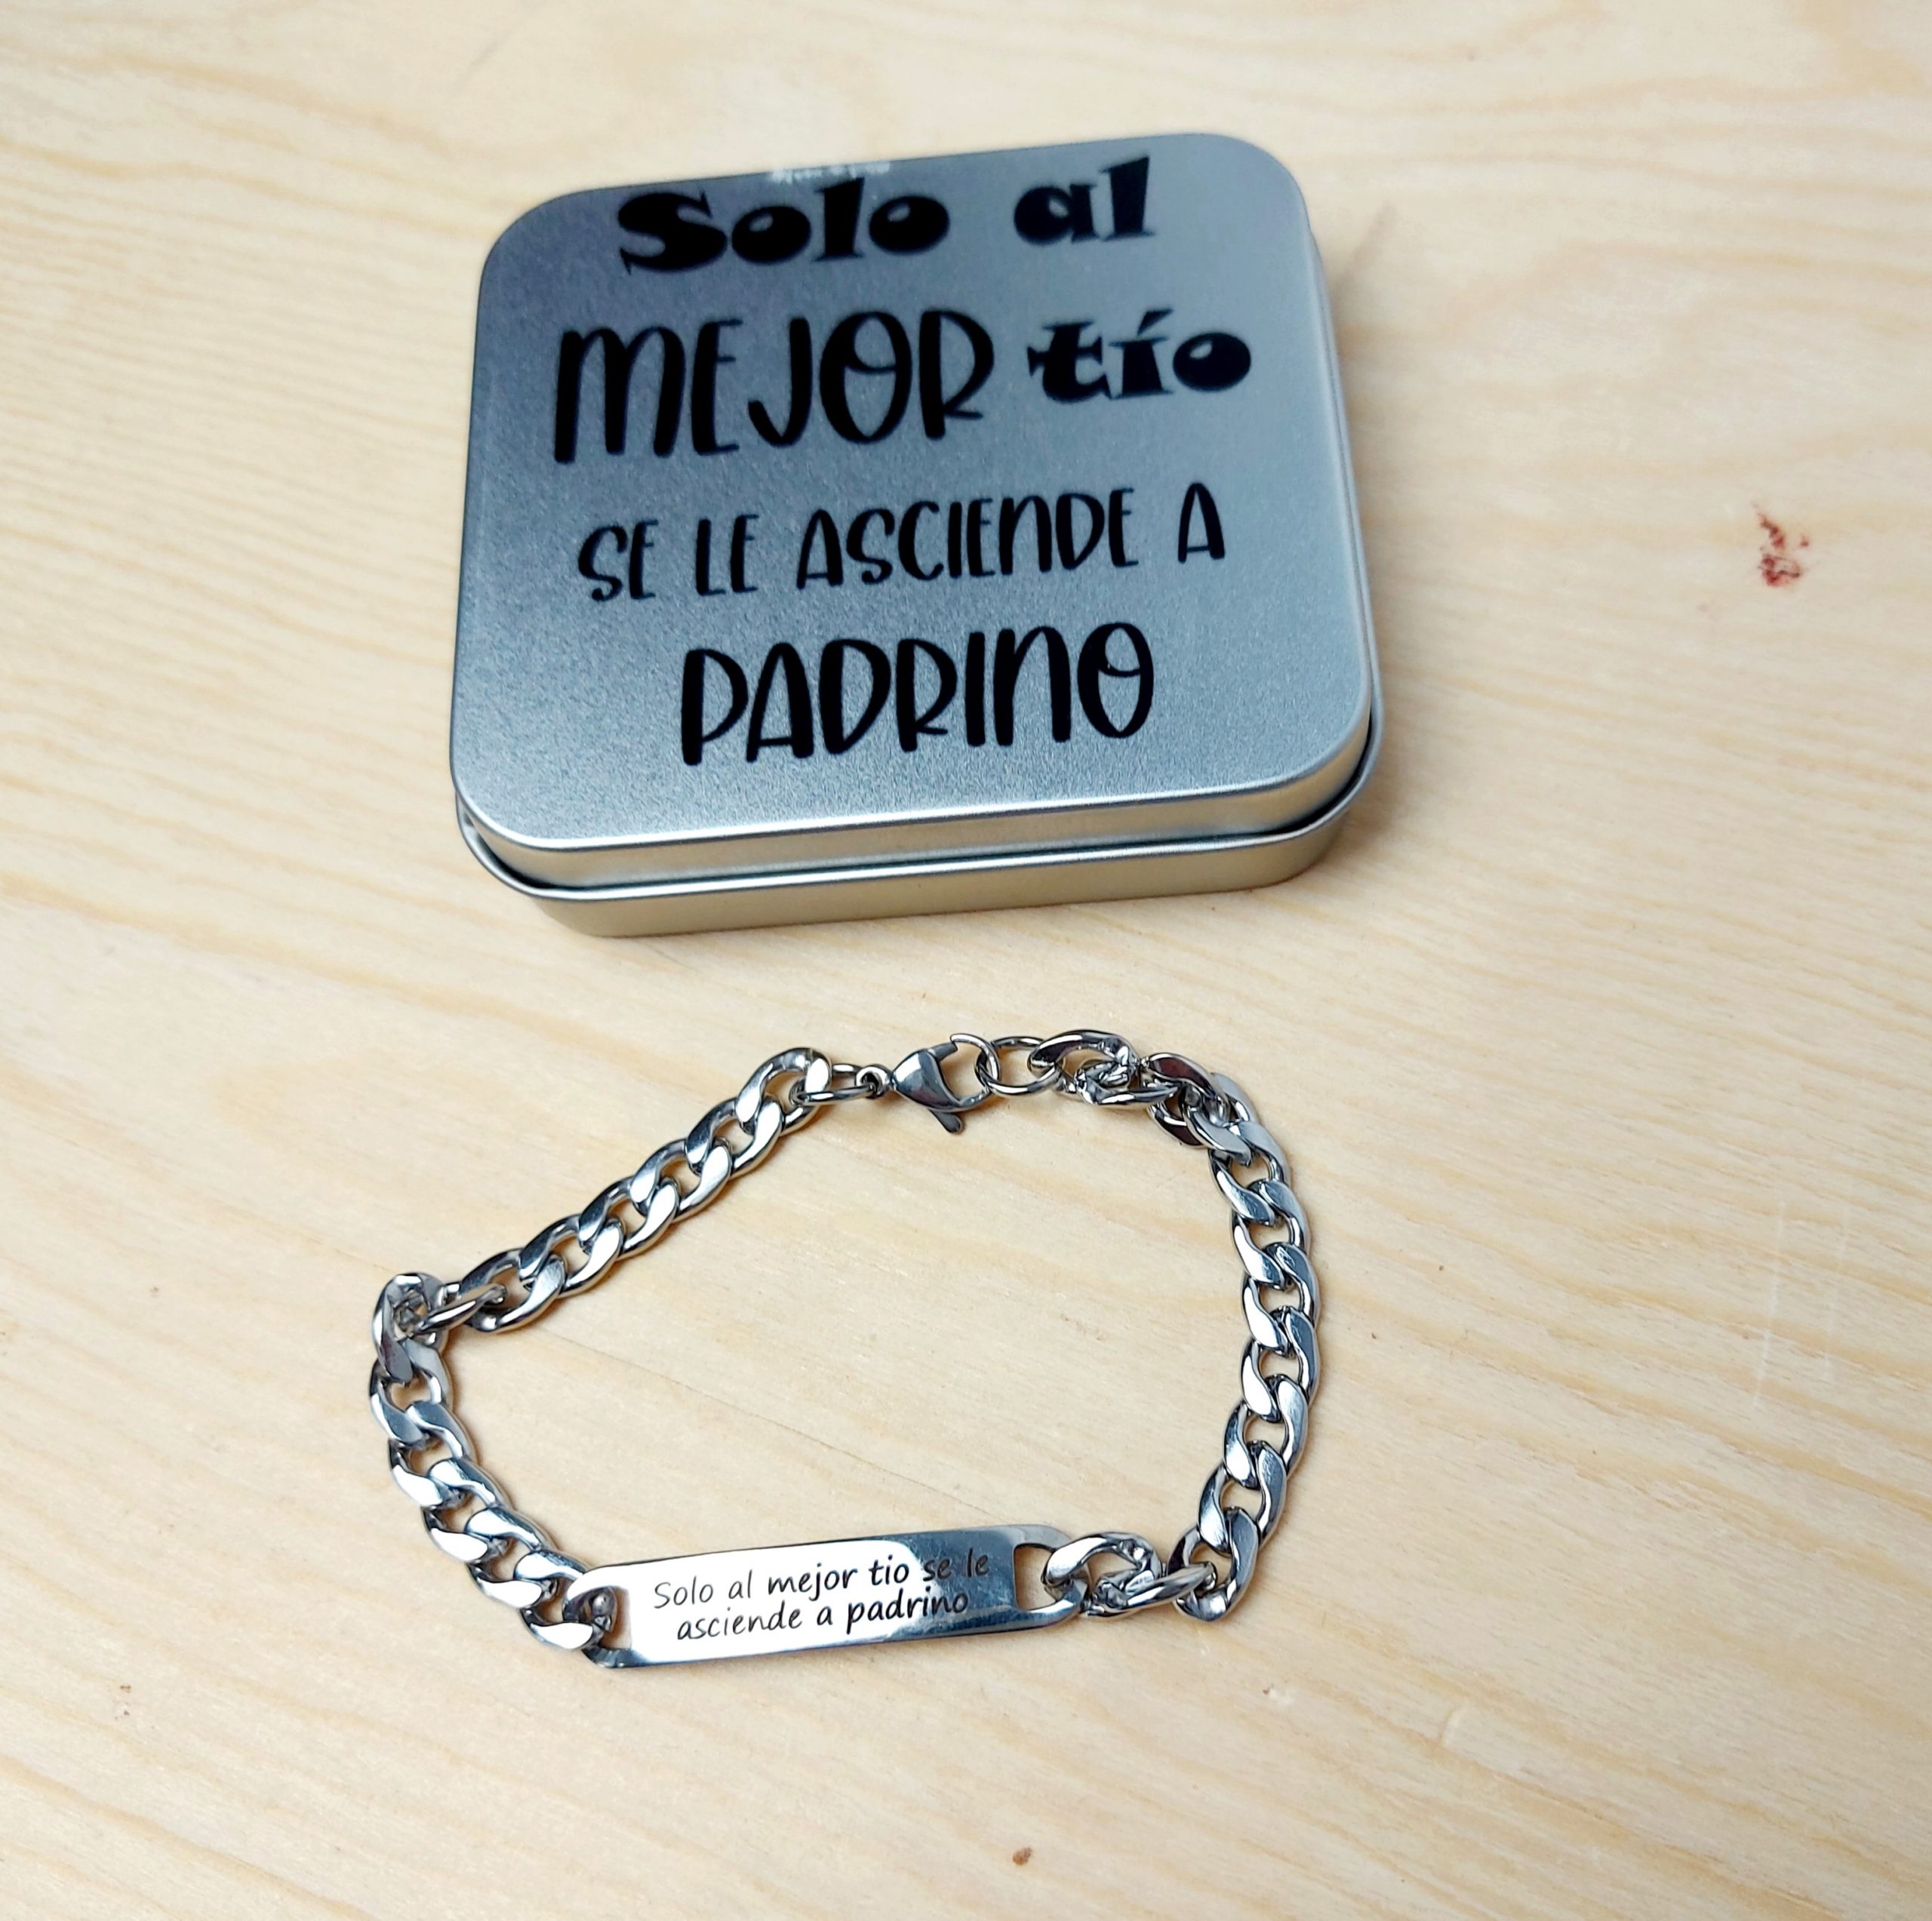 Solo al
MEJOR tío
SE LE ASCIENDE A
PADRINO
Solo al mejor tio se le
asciende a padrino